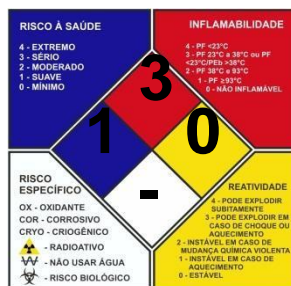 RISCO À SAÚDE
4 - EXTREMO
3 - SÉRIO
2 - MODERADO
1 - SUAVE
0 - MÍNIMO
INFLAMABILIDADE
4 - PF <23°C
3 - PF 23°C a 38°C ou PF
<23°C/PEb >38°C
2 - PF 38°C e 93°C
1 - PF ≥93°C
0 - NÃO INFLAMÁVEL
3
1
0
-
RISCO
ESPECÍFICO
OX - OXIDANTE
COR - CORROSIVO
CRYO - CRIOGÊNICO
- RADIOATIVO
W - NÃO USAR ÁGUA
- RISCO BIOLÓGICO
REATIVIDADE
4 - PODE EXPLODIR
SUBITAMENTE
3 - PODE EXPLODIR EM
CASO DE CHOQUE OU
AQUECIMENTO
2 - INSTÁVEL EM CASO DE
MUDANÇA QUÍMICA VIOLENTA
1 - INSTÁVEL EM CASO DE
AQUECIMENTO
0 - ESTÁVEL